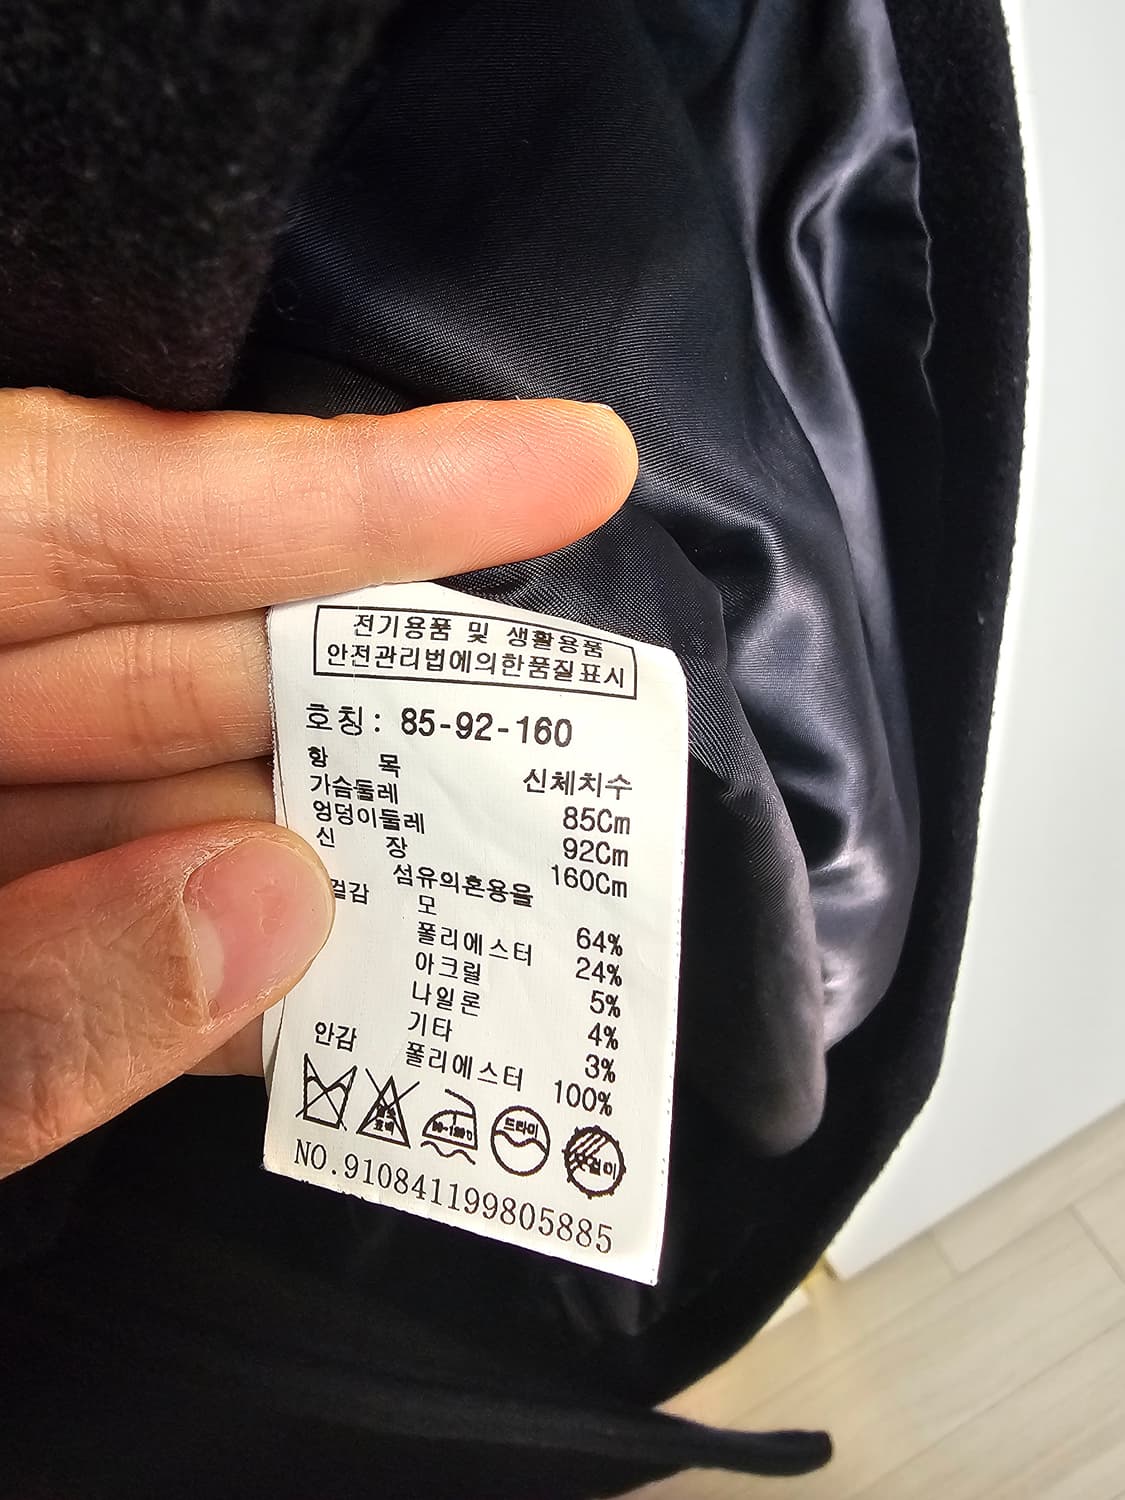 전기용품 및 생활용품
안전관리법에의한품질표시
호칭: 85-92-160
항 목 신체치수
가슴둘레 85Cm
엉덩이둘레 92Cm
신 장 160Cm
섬유의혼용율
겉감 모 64%
폴리에스터 24%
아크릴 5%
나일론 4%
기타 3%
안감 폴리에스터 100%
드라이
NO.910841199805885